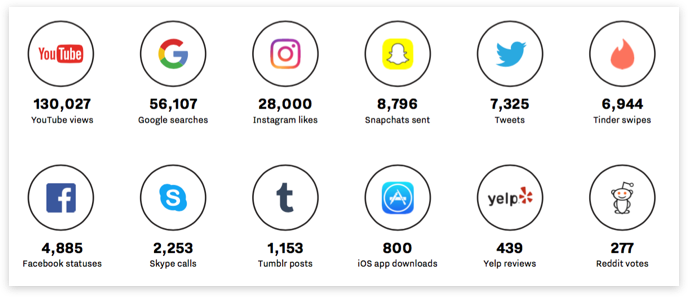 YouTube
130,027
YouTube views
G
56,107
Google searches
28,000
Instagram likes
8,796
Snapchats sent
7,325
Tweets
6,944
Tinder swipes
f
4,885
Facebook statuses
S
2,253
Skype calls
t
1,153
Tumblr posts
800
iOS app downloads
yelp
439
Yelp reviews
277
Reddit votes